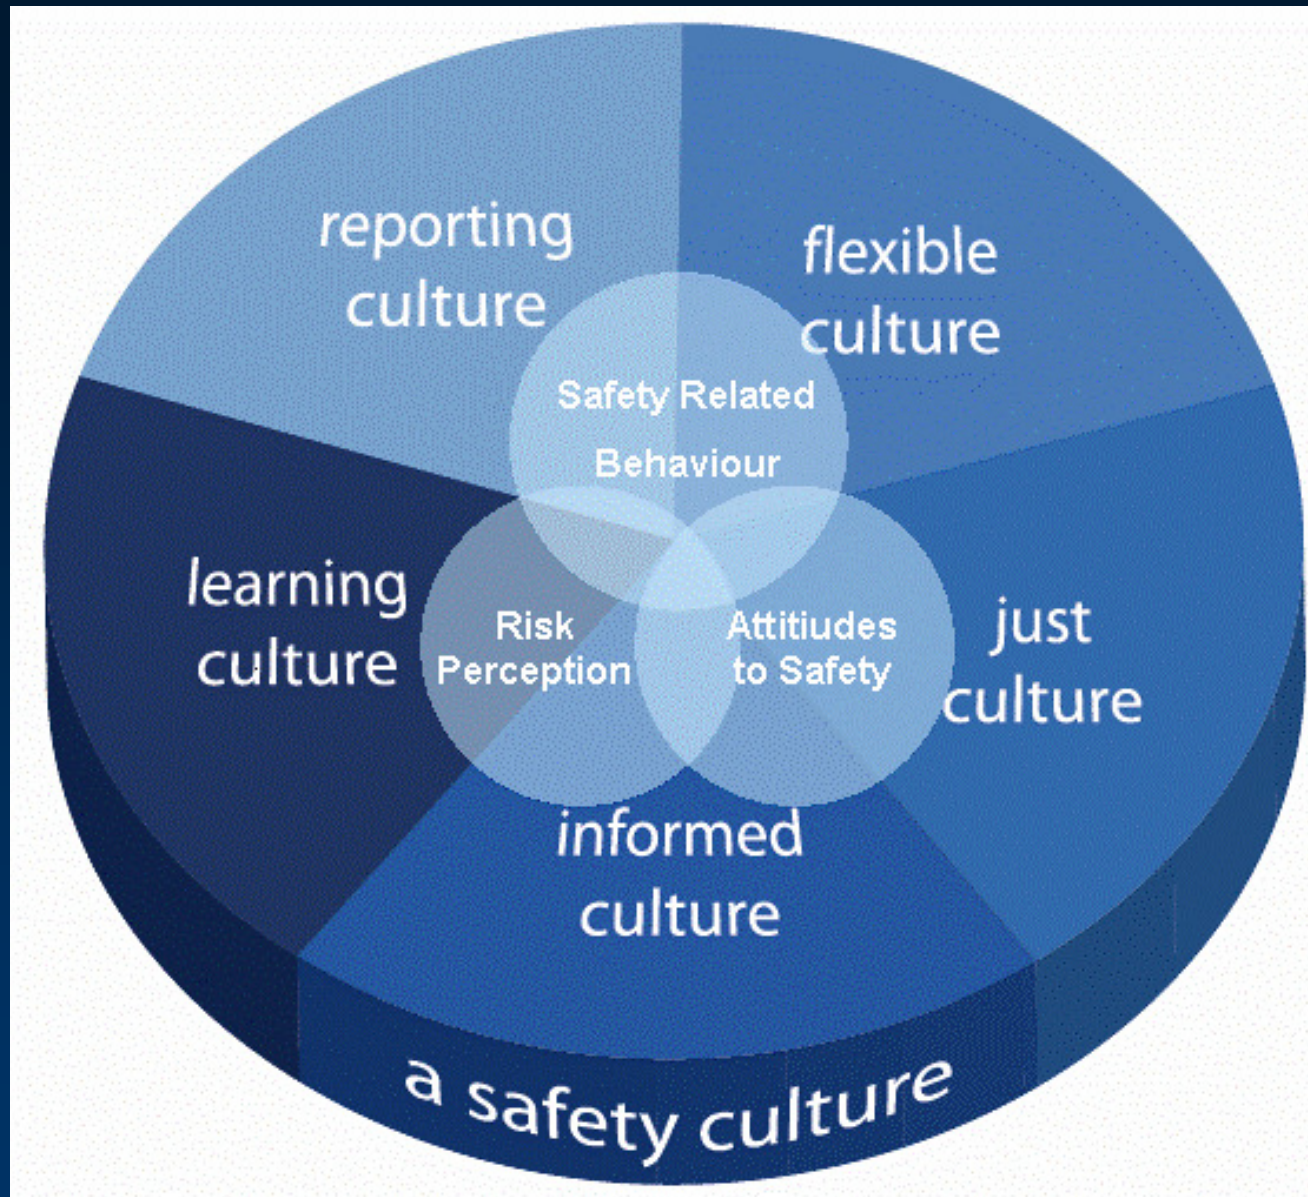 reporting
culture
flexible
culture
Safety Related
Behaviour
learning
culture
Risk
Perception
Attitiudes
to Safety
just
culture
informed
culture
a safety culture